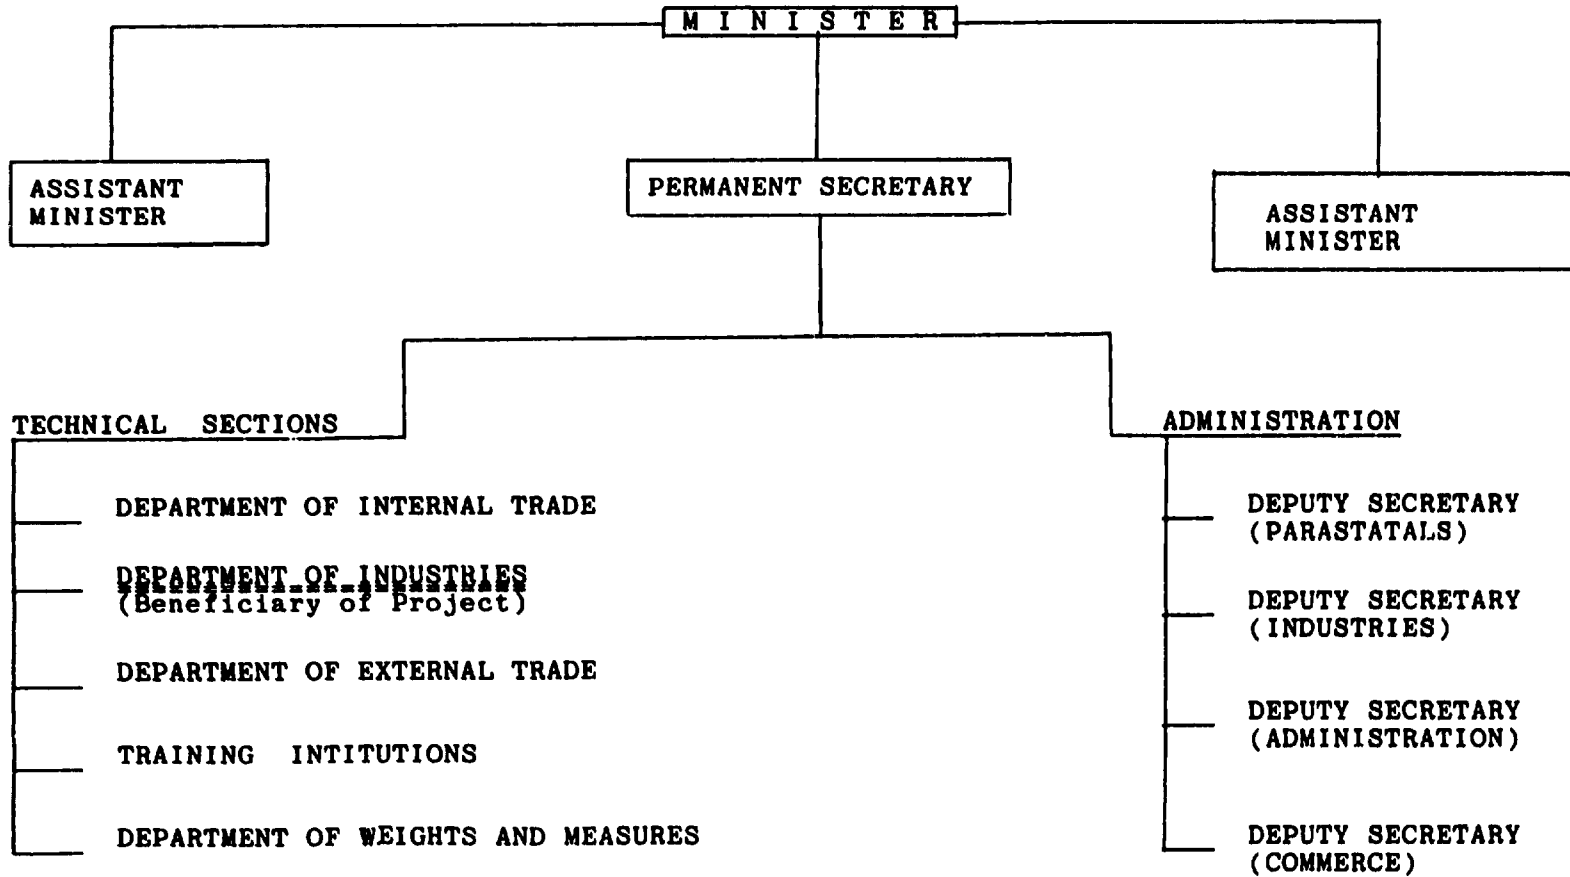 M I N I S T E R
ASSISTANT
MINISTER
PERMANENT SECRETARY
ASSISTANT
MINISTER
TECHNICAL SECTIONS
DEPARTMENT OF INTERNAL TRADE
DEPARTMENT OF INDUSTRIES
(Beneficiary of Project)
DEPARTMENT OF EXTERNAL TRADE
TRAINING INTITUTIONS
DEPARTMENT OF WEIGHTS AND MEASURES
ADMINISTRATION
DEPUTY SECRETARY
(PARASTATALS)
DEPUTY SECRETARY
(INDUSTRIES)
DEPUTY SECRETARY
(ADMINISTRATION)
DEPUTY SECRETARY
(COMMERCE)